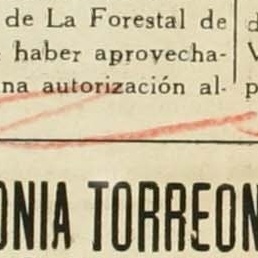 de La Forestal de
haber aprovecha-
na autorización al-
ONIA TORREON